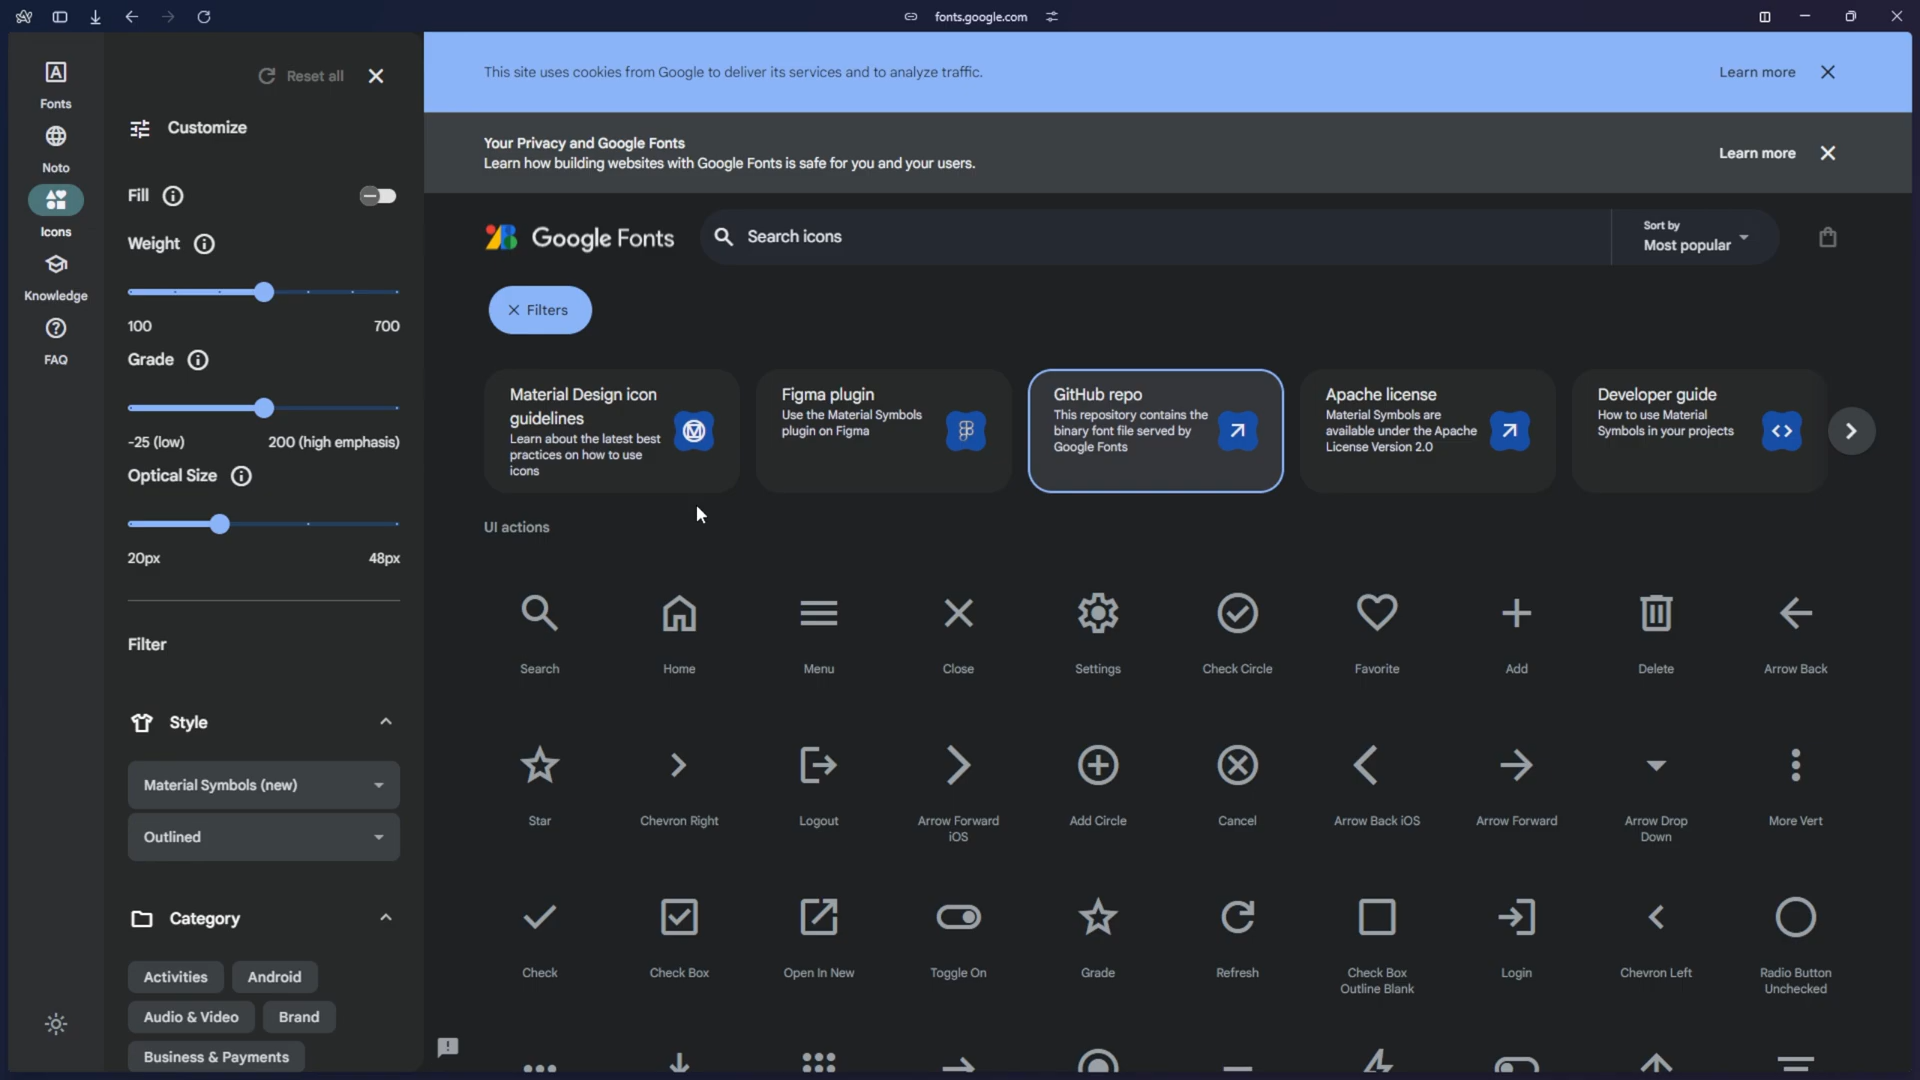 fonts.google.com
Fonts
Noto
Icons
Knowledge
FAQ
Reset all
Customize
Fill
Weight
100 700
Grade
-25 (low) 200 (high emphasis)
Optical Size
20px 48px
Filter
Style
Material Symbols (new)
Outlined
Category
Activities Android
Audio & Video Brand
Business & Payments
This site uses cookies from Google to deliver its services and to analyze traffic. Learn more
Your Privacy and Google Fonts
Learn how building websites with Google Fonts is safe for you and your users. Learn more
Google Fonts
Search icons
Sort by
Most popular
Filters
Material Design icon
guidelines
Learn about the latest best
practices on how to use
icons
Figma plugin
Use the Material Symbols
plugin on Figma
GitHub repo
This repository contains the
binary font file served by
Google Fonts
Apache license
Material Symbols are
available under the Apache
License Version 2.0
Developer guide
How to use Material
Symbols in your projects
UI actions
Search Home Menu Close Settings Check Circle Favorite Add Delete Arrow Back
Star Chevron Right Logout Arrow Forward Add Circle Cancel Arrow Back iOS Arrow Forward Arrow Drop More Vert
iOS Down
Check Check Box Open In New Toggle On Grade Refresh Check Box Login Chevron Left Radio Button
Outline Blank Unchecked